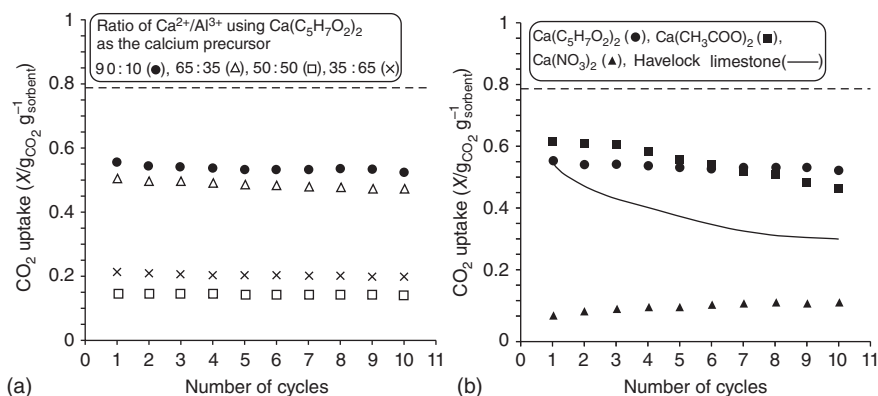 Ratio of Ca2+/Al3+ using Ca(C5H7O2)2
as the calcium precursor
90:10 (●), 65:35 (△), 50:50 (□), 35:65 (×)
1
0.8
0.6
0.4
0.2
0
CO2 uptake (X/gCO2 g−1sorbent)
0 1 2 3 4 5 6 7 8 9 10 11
Number of cycles
(a)
Ca(C5H7O2)2 (●), Ca(CH3COO)2 (■),
Ca(NO3)2 (▲), Havelock limestone(—)
1
0.8
0.6
0.4
0.2
0
CO2 uptake (X/gCO2 g−1sorbent)
0 1 2 3 4 5 6 7 8 9 10 11
Number of cycles
(b)